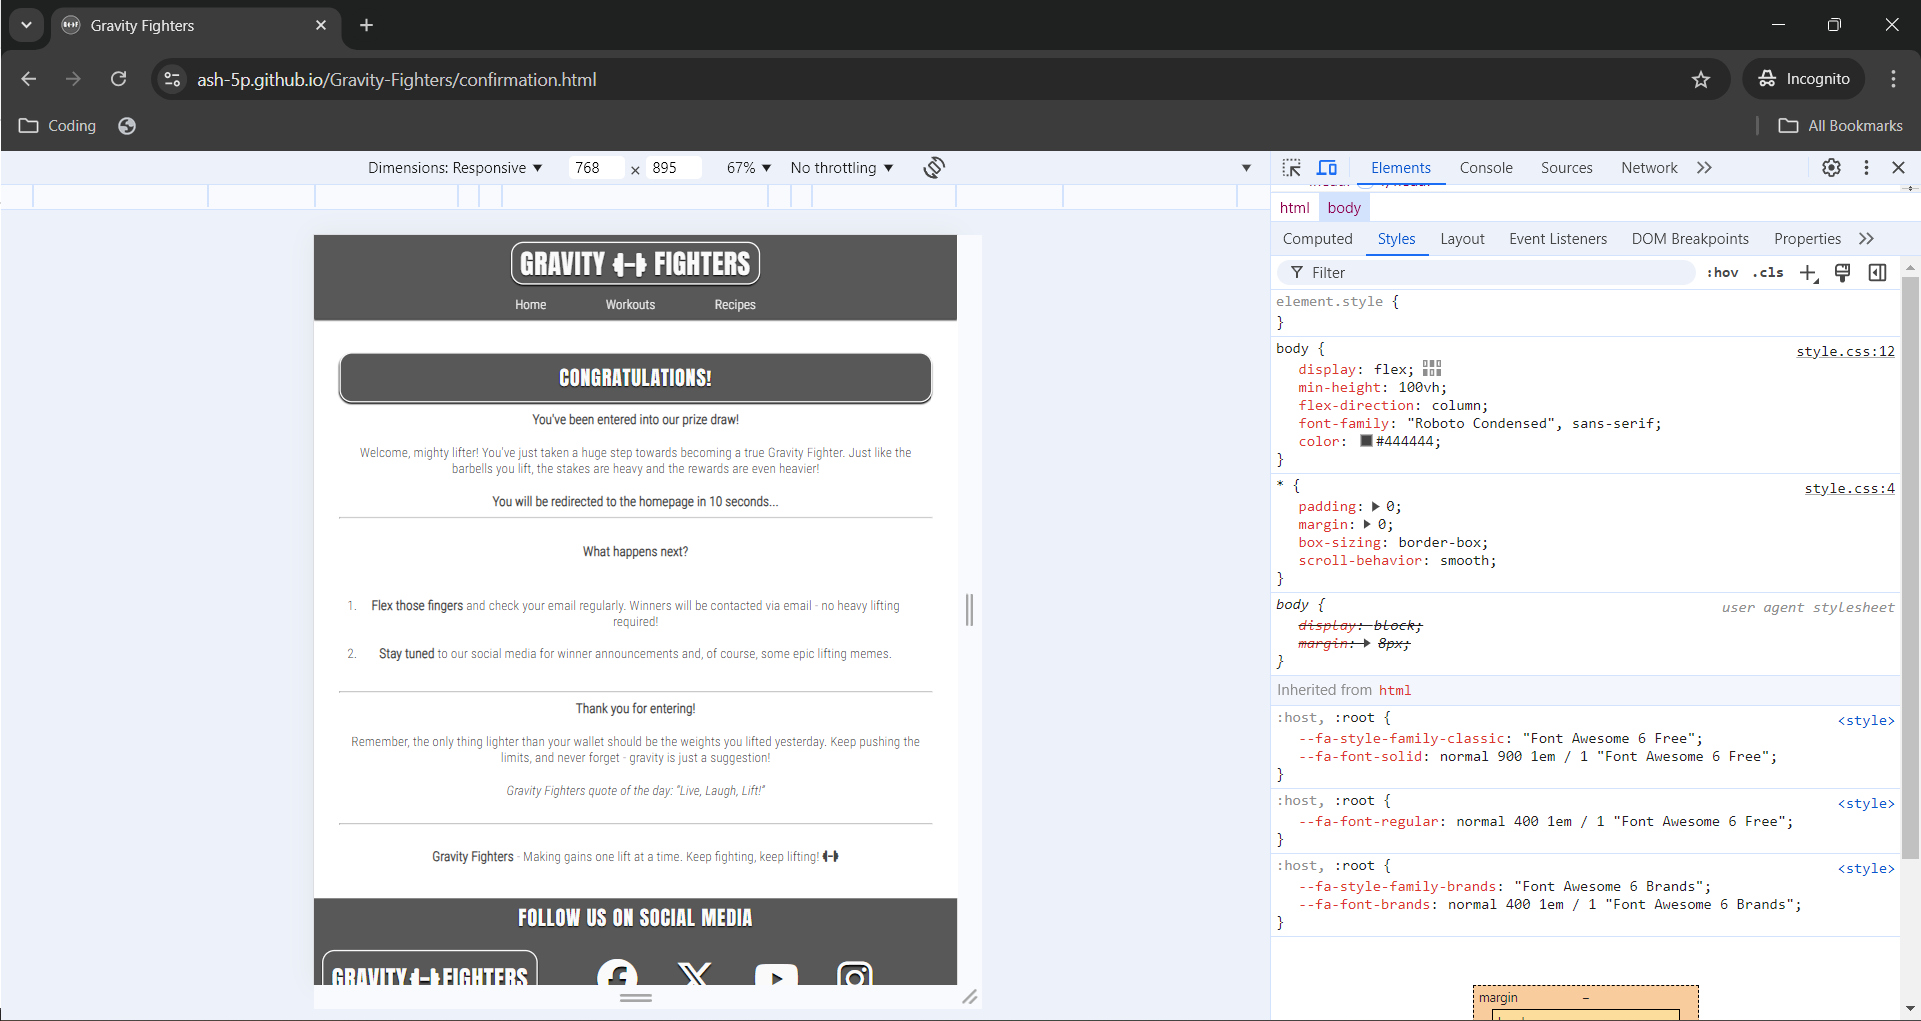 Gravity Fighters
ash-5p.github.io/Gravity-Fighters/confirmation.html
Incognito
Coding
All Bookmarks
Dimensions: Responsive
768 × 895
67%
No throttling
GRAVITY FIGHTERS
Home Workouts Recipes
CONGRATULATIONS!
You've been entered into our prize draw!
Welcome, mighty lifter! You've just taken a huge step towards becoming a true Gravity Fighter. Just like the
barbells you lift, the stakes are heavy and the rewards are even heavier!
You will be redirected to the homepage in 10 seconds...
What happens next?
1. Flex those fingers and check your email regularly. Winners will be contacted via email - no heavy lifting
required!
2. Stay tuned to our social media for winner announcements and, of course, some epic lifting memes.
Thank you for entering!
Remember, the only thing lighter than your wallet should be the weights you lifted yesterday. Keep pushing the
limits, and never forget - gravity is just a suggestion!
Gravity Fighters quote of the day: "Live, Laugh, Lift!"
Gravity Fighters - Making gains one lift at a time. Keep fighting, keep lifting!
FOLLOW US ON SOCIAL MEDIA
GRAVITY FIGHTERS
Elements Console Sources Network
html body
Computed Styles Layout Event Listeners DOM Breakpoints Properties
Filter
:hov .cls
element.style {
}
body {
style.css:12
display: flex;
min-height: 100vh;
flex-direction: column;
font-family: "Roboto Condensed", sans-serif;
color: #444444;
}
* {
style.css:4
padding: 0;
margin: 0;
box-sizing: border-box;
scroll-behavior: smooth;
}
body {
user agent stylesheet
display: block;
margin: 8px;
}
Inherited from html
:host, :root {
<style>
--fa-style-family-classic: "Font Awesome 6 Free";
--fa-font-solid: normal 900 1em / 1 "Font Awesome 6 Free";
}
:host, :root {
<style>
--fa-font-regular: normal 400 1em / 1 "Font Awesome 6 Free";
}
:host, :root {
<style>
--fa-style-family-brands: "Font Awesome 6 Brands";
--fa-font-brands: normal 400 1em / 1 "Font Awesome 6 Brands";
}
margin –